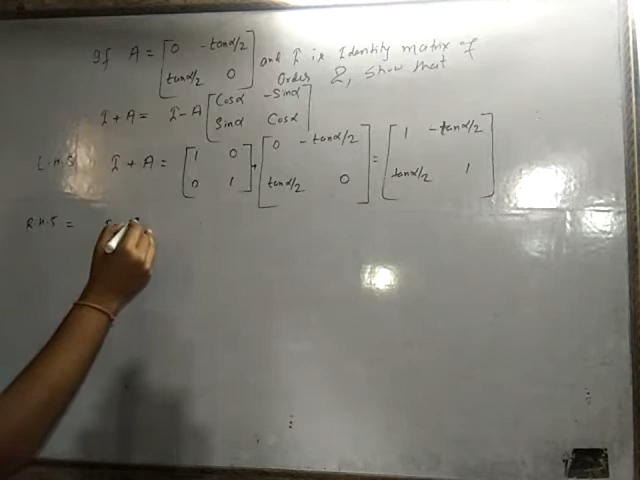 If A = [0 -tanα/2
tanα/2 0] and I is Identity matrix of
Order 2, Show that
I + A = I - A [Cosα -Sinα
Sinα Cosα]
L.H.S I + A = [1 0
0 1] + [0 -tanα/2
tanα/2 0] = [1 -tanα/2
tanα/2 1]
R.H.S =